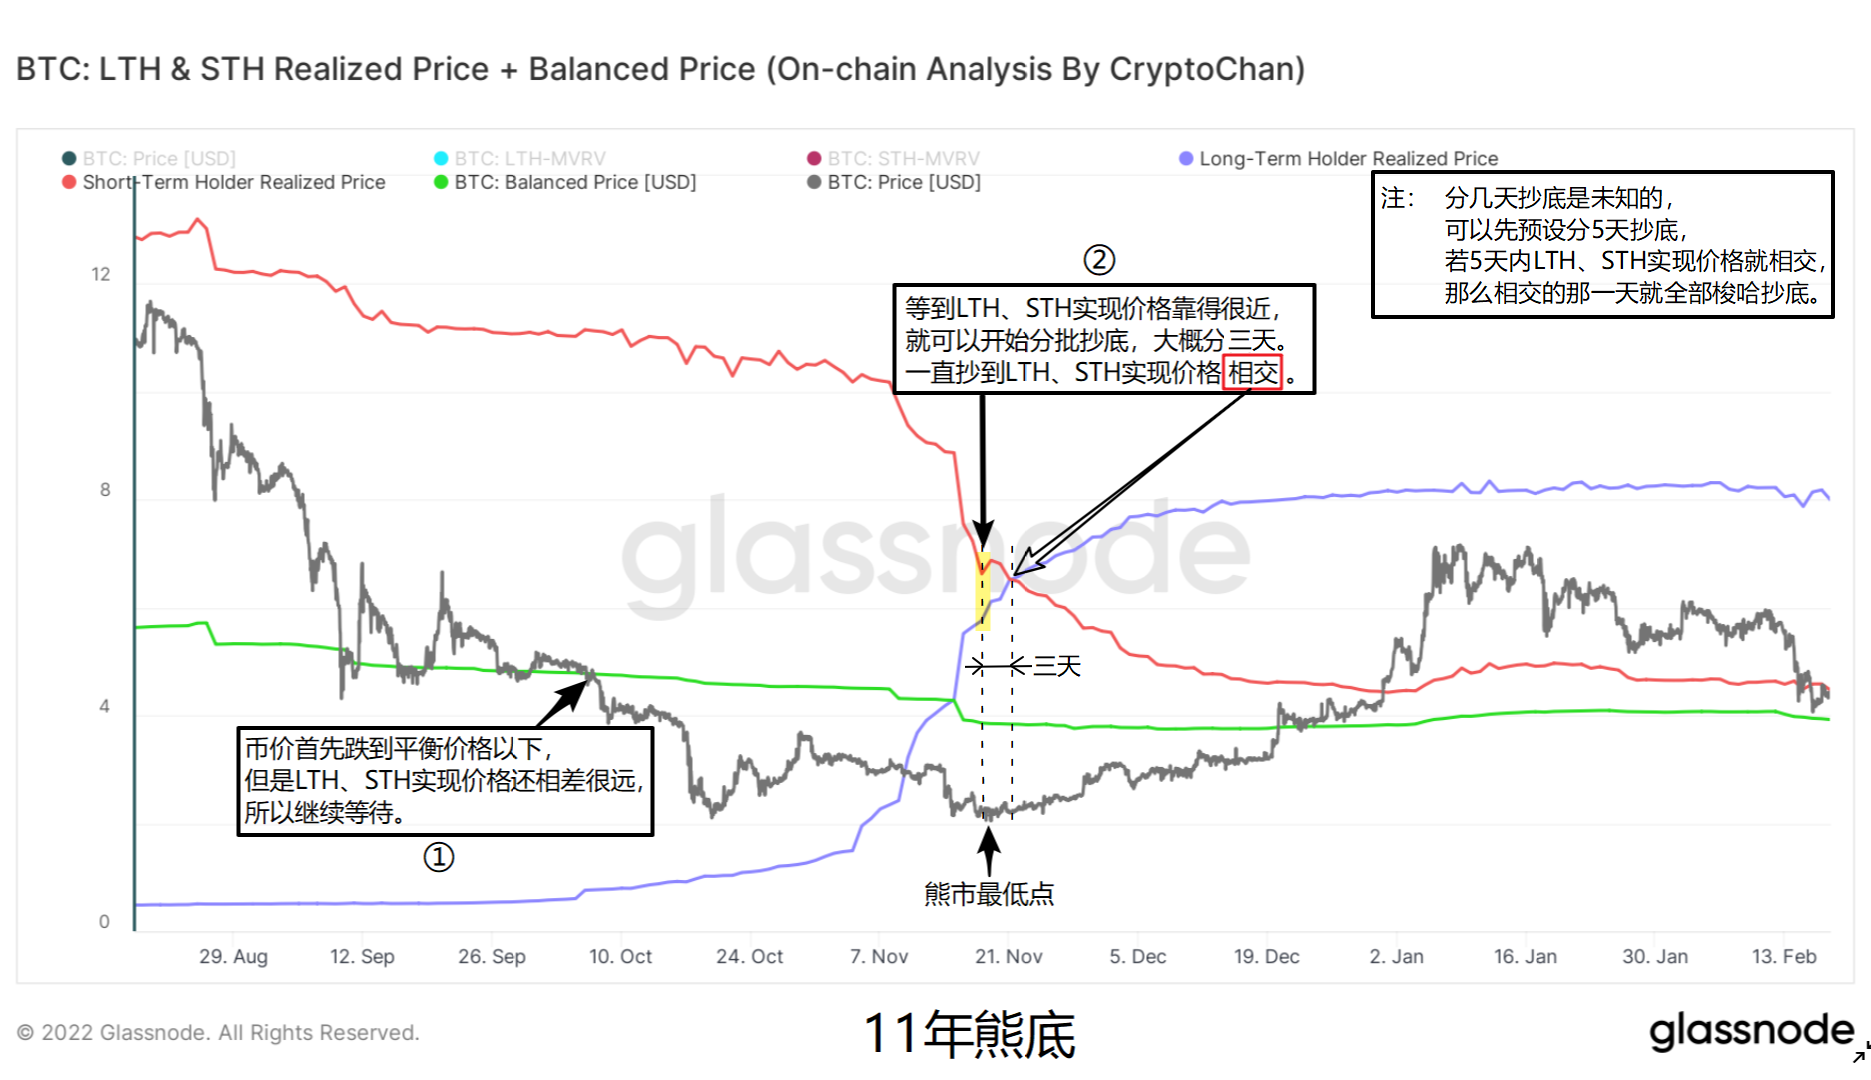 BTC: LTH & STH Realized Price + Balanced Price (On-chain Analysis By CryptoChan)
BTC: Price [USD]
BTC: LTH-MVRV
BTC: STH-MVRV
Long-Term Holder Realized Price
Short-Term Holder Realized Price
BTC: Balanced Price [USD]
BTC: Price [USD]
注： 分几天抄底是未知的，
可以先预设分5天抄底，
若5天内LTH、STH实现价格就相交，
那么相交的那一天就全部梭哈抄底。
②
等到LTH、STH实现价格靠得很近，
就可以开始分批抄底，大概分三天。
一直抄到LTH、STH实现价格相交。
12
8
4
0
glassnode
三天
币价首先跌到平衡价格以下，
但是LTH、STH实现价格还相差很远，
所以继续等待。
①
熊市最低点
29. Aug
12. Sep
26. Sep
10. Oct
24. Oct
7. Nov
21. Nov
5. Dec
19. Dec
2. Jan
16. Jan
30. Jan
13. Feb
© 2022 Glassnode. All Rights Reserved.
11年熊底
glassnode